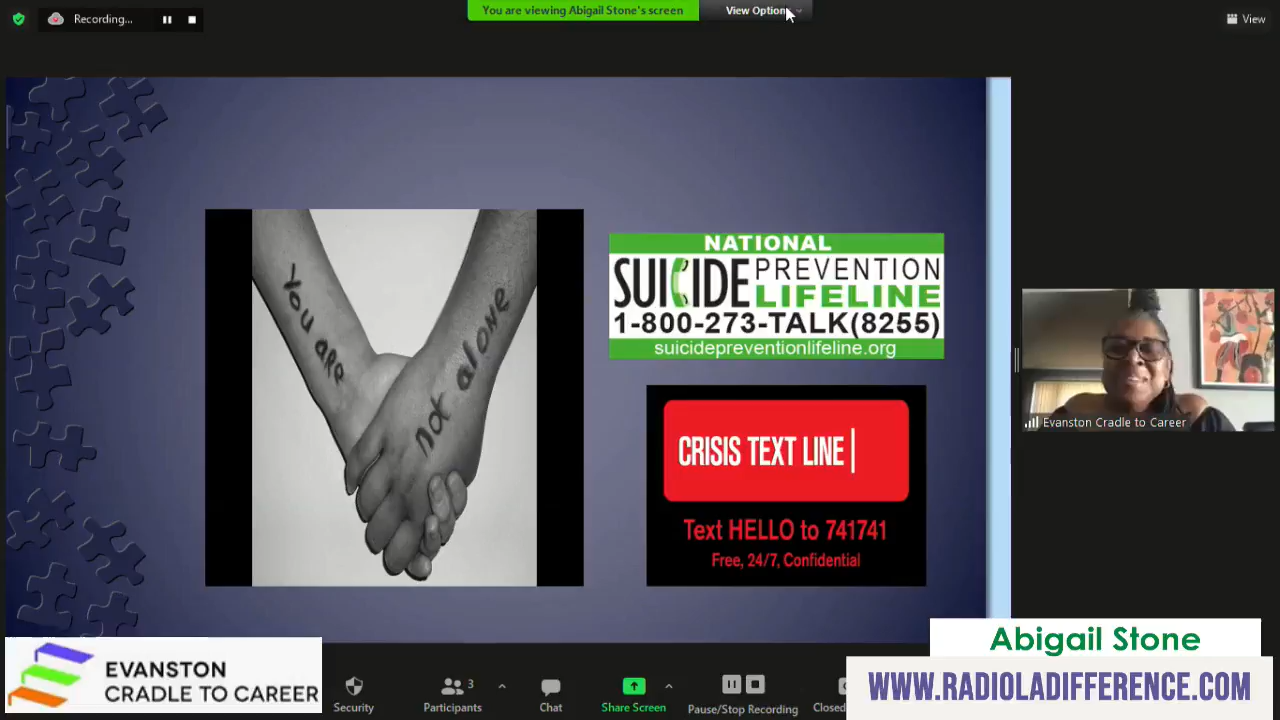 Recording...
You are viewing Abigail Stone's screen
View Options
View
You are
not alone
NATIONAL
SUICIDE PREVENTION
LIFELINE
1-800-273-TALK(8255)
suicidepreventionlifeline.org
CRISIS TEXT LINE |
Text HELLO to 741741
Free, 24/7, Confidential
Evanston Cradle to Career
EVANSTON
CRADLE TO CAREER
Security
Participants
3
Chat
Share Screen
Pause/Stop Recording
Closed
Abigail Stone
WWW.RADIOLADIFFERENCE.COM